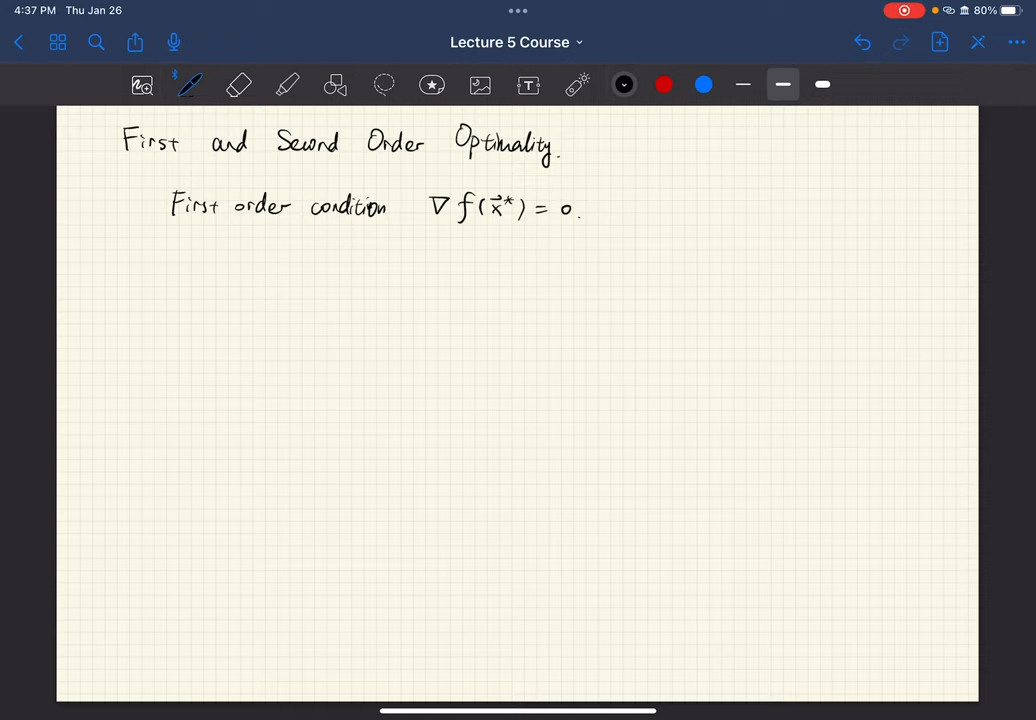 4:37 PM Thu Jan 26
80%
Lecture 5 Course
T
First and Second Order Optimality.
First order condition ∇f(x⃗*) = 0.